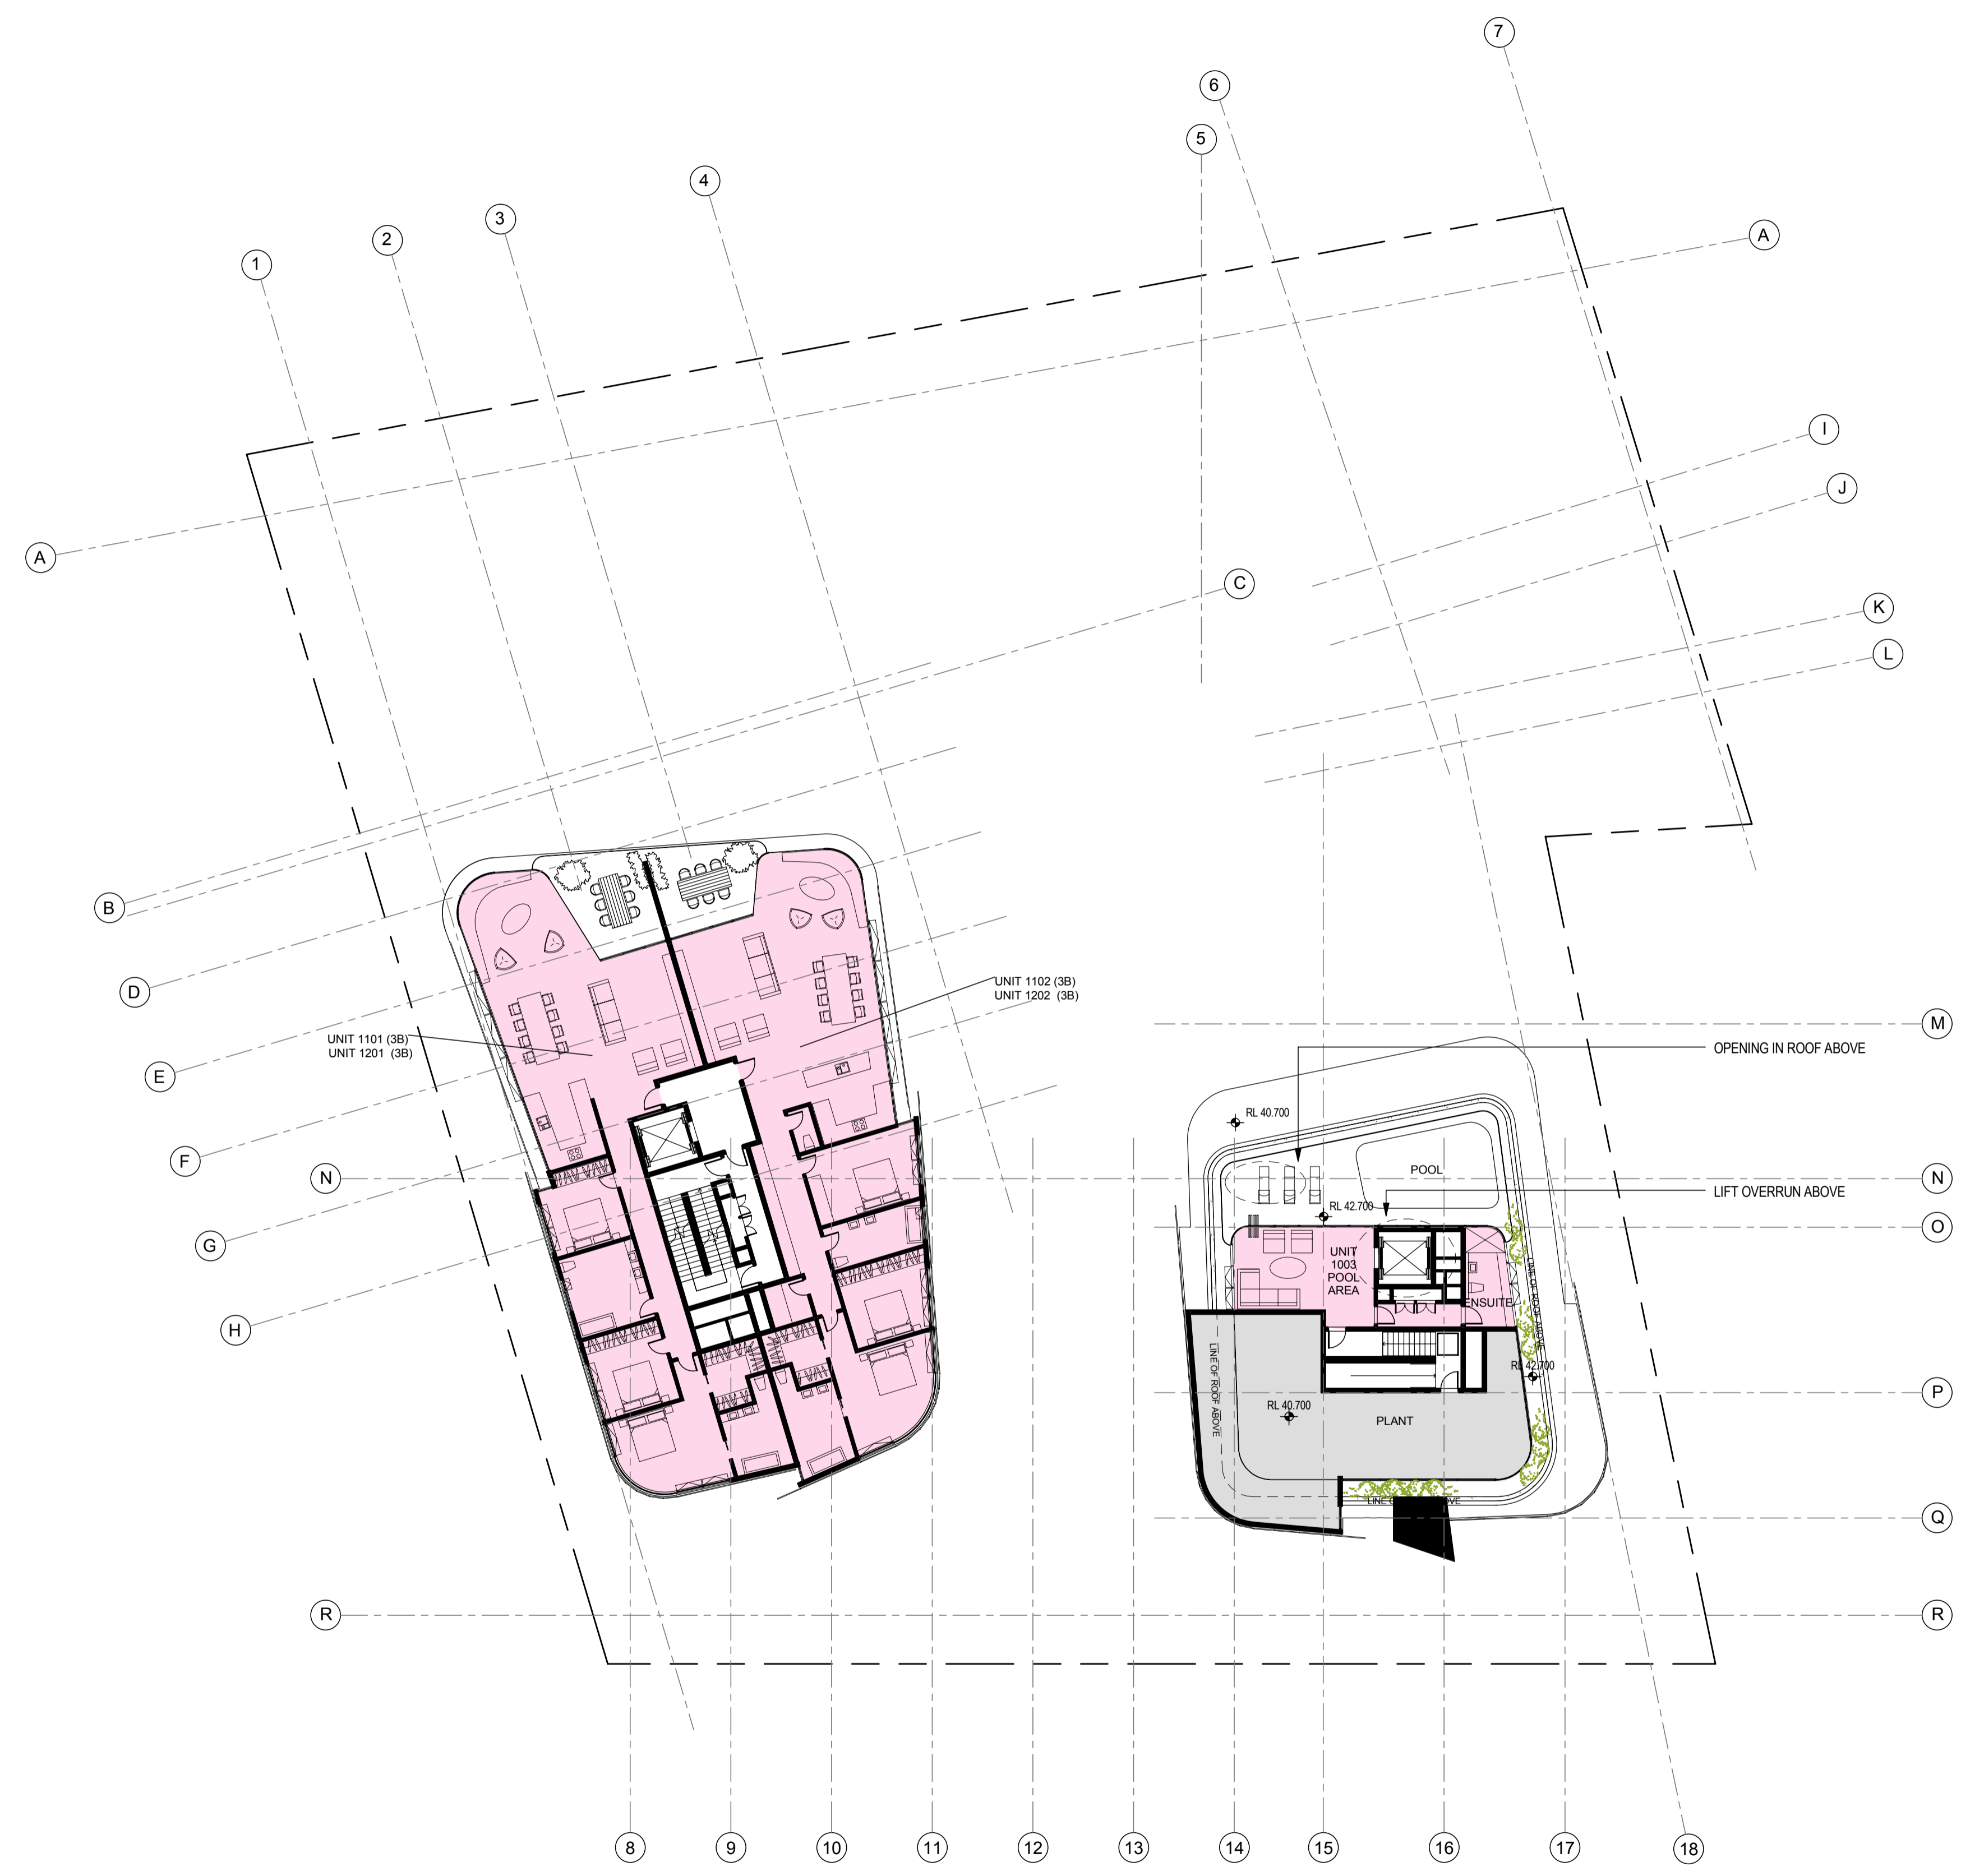 7
6
5
4
3
2
1
A
A
I
J
C
K
L
B
D
UNIT 1102 (3B)
UNIT 1202 (3B)
M
UNIT 1101 (3B)
UNIT 1201 (3B)
OPENING IN ROOF ABOVE
E
RL 40.700
F
N
POOL
N
LIFT OVERRUN ABOVE
RL 42.700
O
G
UNIT
1003
POOL
AREA
ENSUITE
LINE OF ROOF ABOVE
H
LINE OF ROOF ABOVE
RL 42.700
P
RL 40.700
PLANT
Q
R
R
8
9
10
11
12
13
14
15
16
17
18